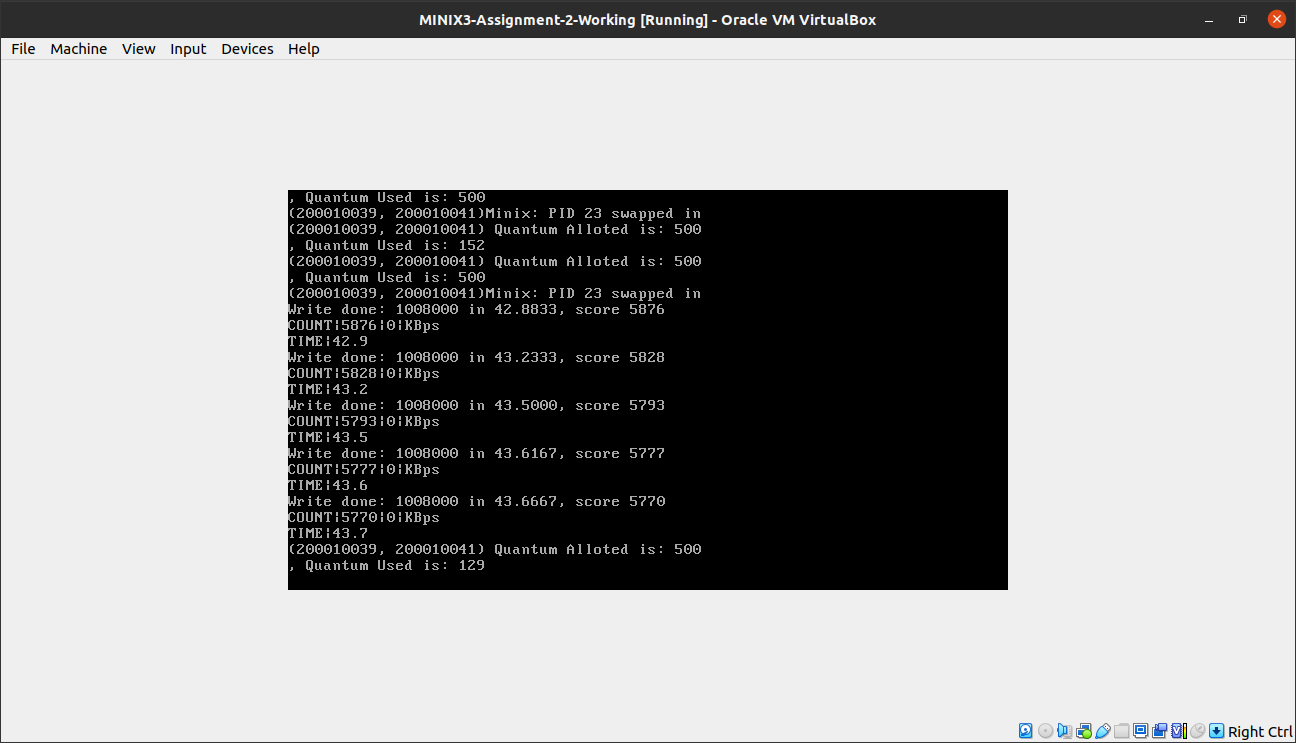 MINIX3-Assignment-2-Working [Running] - Oracle VM VirtualBox
File Machine View Input Devices Help
, Quantum Used is: 500
(200010039, 200010041)Minix: PID 23 swapped in
(200010039, 200010041) Quantum Alloted is: 500
, Quantum Used is: 152
(200010039, 200010041) Quantum Alloted is: 500
, Quantum Used is: 500
(200010039, 200010041)Minix: PID 23 swapped in
Write done: 1008000 in 42.8833, score 5876
COUNT|5876|0|KBps
TIME|42.9
Write done: 1008000 in 43.2333, score 5828
COUNT|5828|0|KBps
TIME|43.2
Write done: 1008000 in 43.5000, score 5793
COUNT|5793|0|KBps
TIME|43.5
Write done: 1008000 in 43.6167, score 5777
COUNT|5777|0|KBps
TIME|43.6
Write done: 1008000 in 43.6667, score 5770
COUNT|5770|0|KBps
TIME|43.7
(200010039, 200010041) Quantum Alloted is: 500
, Quantum Used is: 129
Right Ctrl